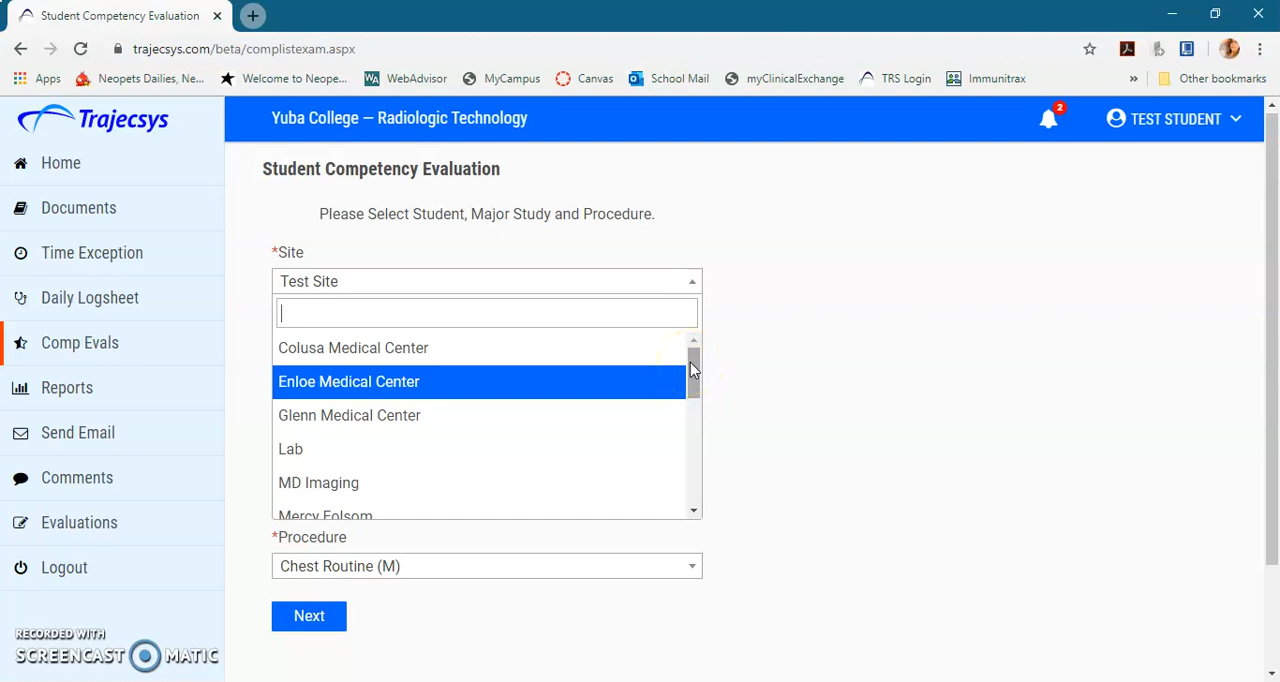 Student Competency Evaluation
trajecsys.com/beta/complistexam.aspx
Apps Neopets Dailies, Ne... Welcome to Neope... WebAdvisor MyCampus Canvas School Mail myClinicalExchange TRS Login Immunitrax » Other bookmarks
Trajecsys
Yuba College — Radiologic Technology
2
TEST STUDENT
Home
Documents
Time Exception
Daily Logsheet
Comp Evals
Reports
Send Email
Comments
Evaluations
Logout
Student Competency Evaluation
Please Select Student, Major Study and Procedure.
*Site
Test Site
Colusa Medical Center
Enloe Medical Center
Glenn Medical Center
Lab
MD Imaging
Mercy Folsom
*Procedure
Chest Routine (M)
Next
RECORDED WITH
SCREENCAST MATIC